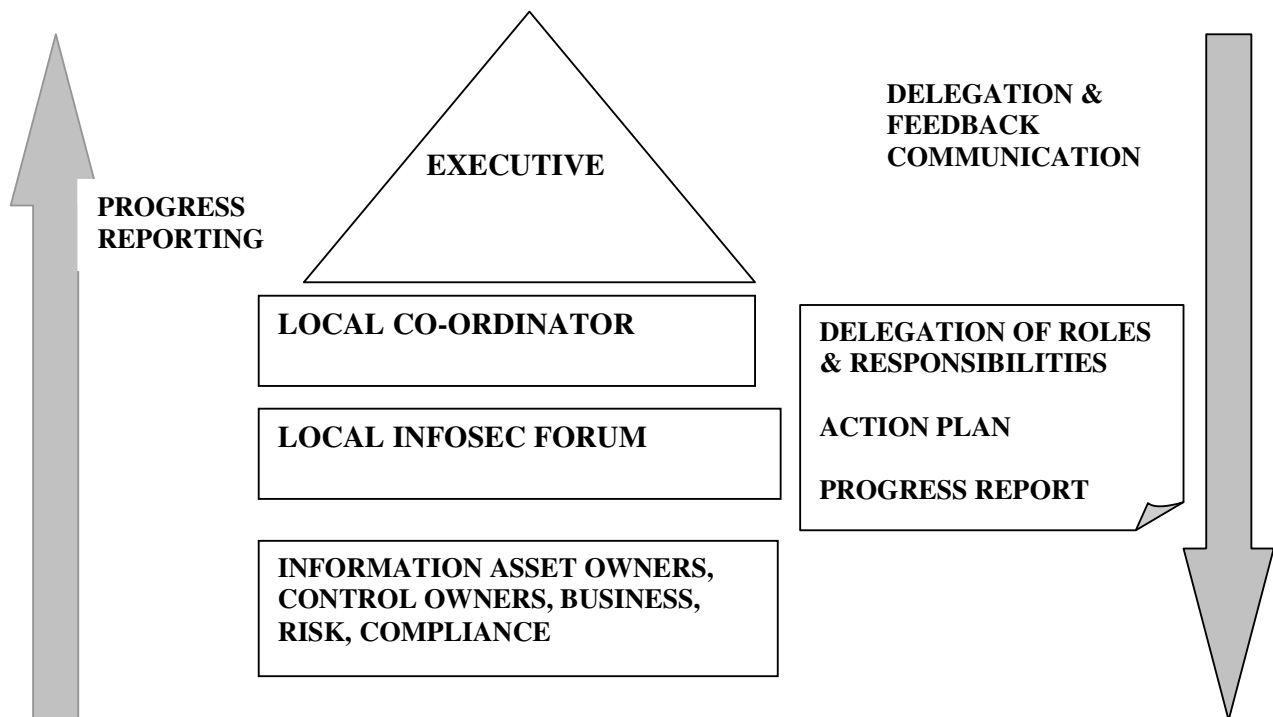 DELEGATION &
FEEDBACK
COMMUNICATION
EXECUTIVE
PROGRESS
REPORTING
LOCAL CO-ORDINATOR
DELEGATION OF ROLES
& RESPONSIBILITIES
ACTION PLAN
PROGRESS REPORT
LOCAL INFOSEC FORUM
INFORMATION ASSET OWNERS,
CONTROL OWNERS, BUSINESS,
RISK, COMPLIANCE